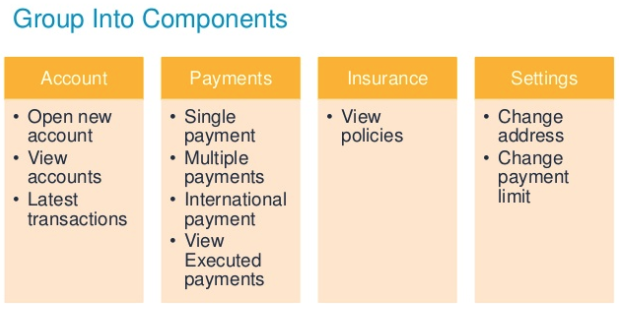 Group Into Components
Account
• Open new
account
• View
accounts
• Latest
transactions
Payments
• Single
payment
• Multiple
payments
• International
payment
• View
Executed
payments
Insurance
• View
policies
Settings
• Change
address
• Change
payment
limit